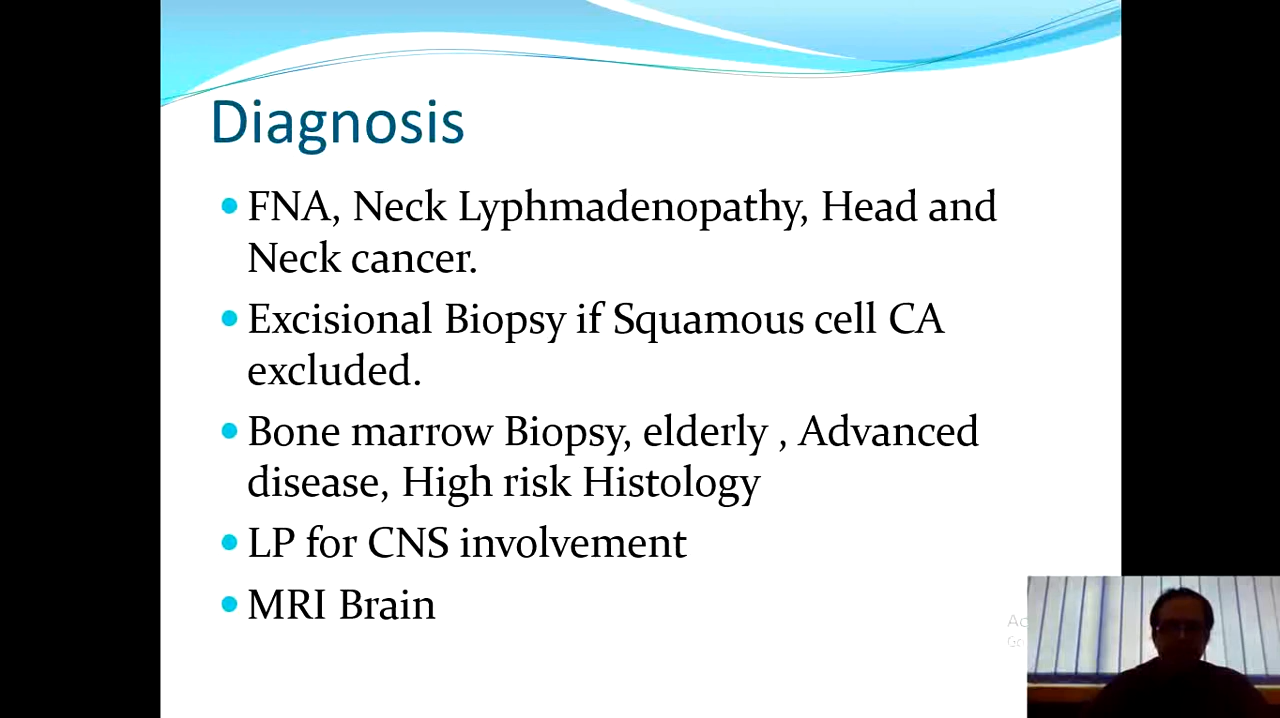 Diagnosis
FNA, Neck Lyphmadenopathy, Head and
Neck cancer.
Excisional Biopsy if Squamous cell CA
excluded.
Bone marrow Biopsy, elderly , Advanced
disease, High risk Histology
LP for CNS involvement
MRI Brain